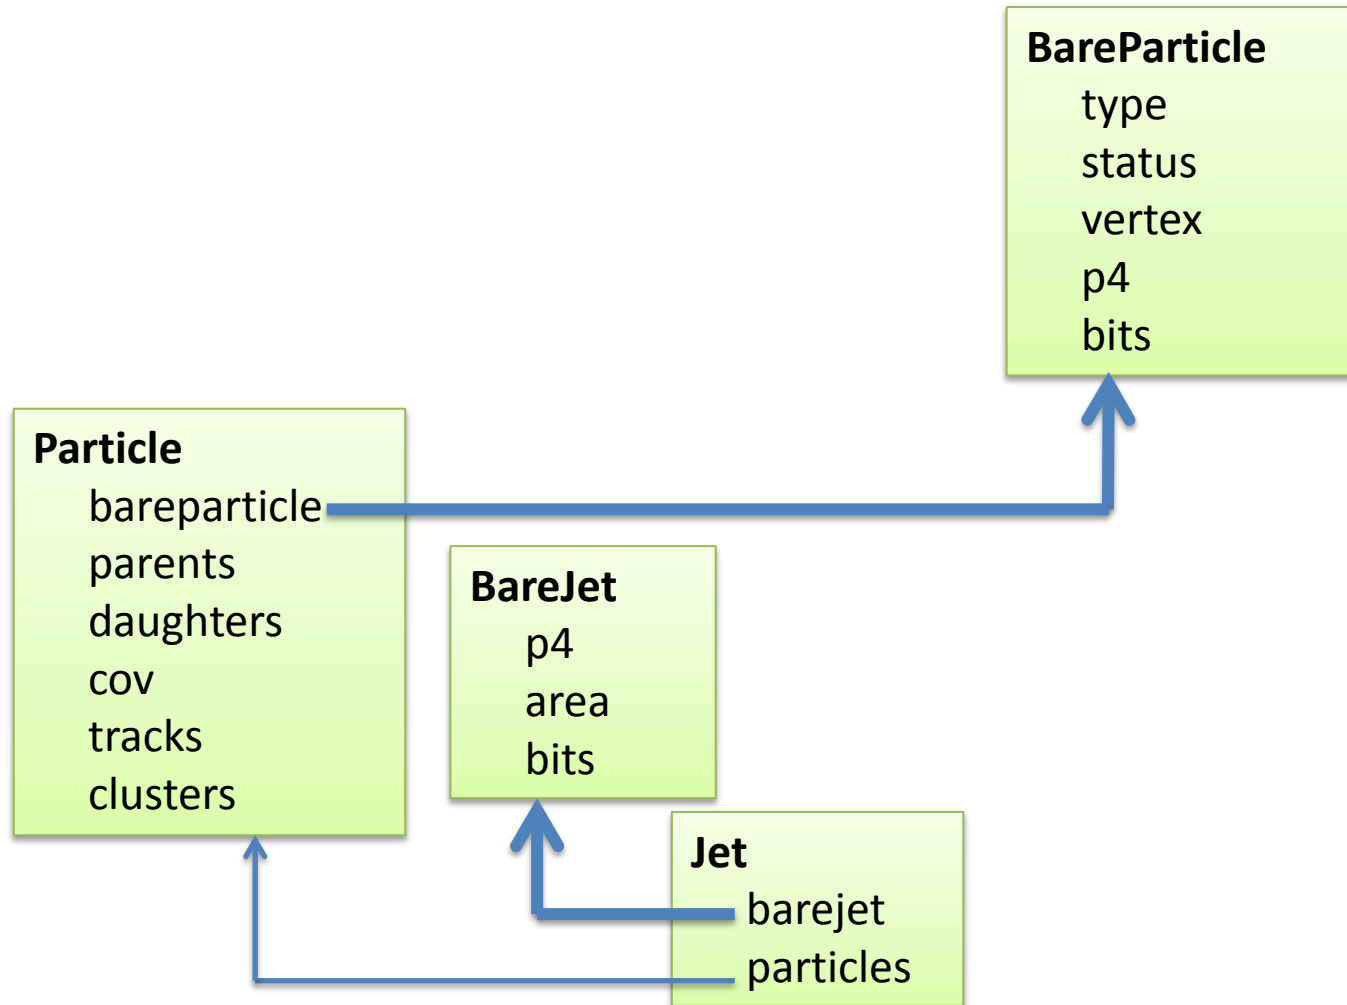 BareParticle
type
status
vertex
p4
bits
Particle
bareparticle
parents
daughters
cov
tracks
clusters
BareJet
p4
area
bits
Jet
barejet
particles